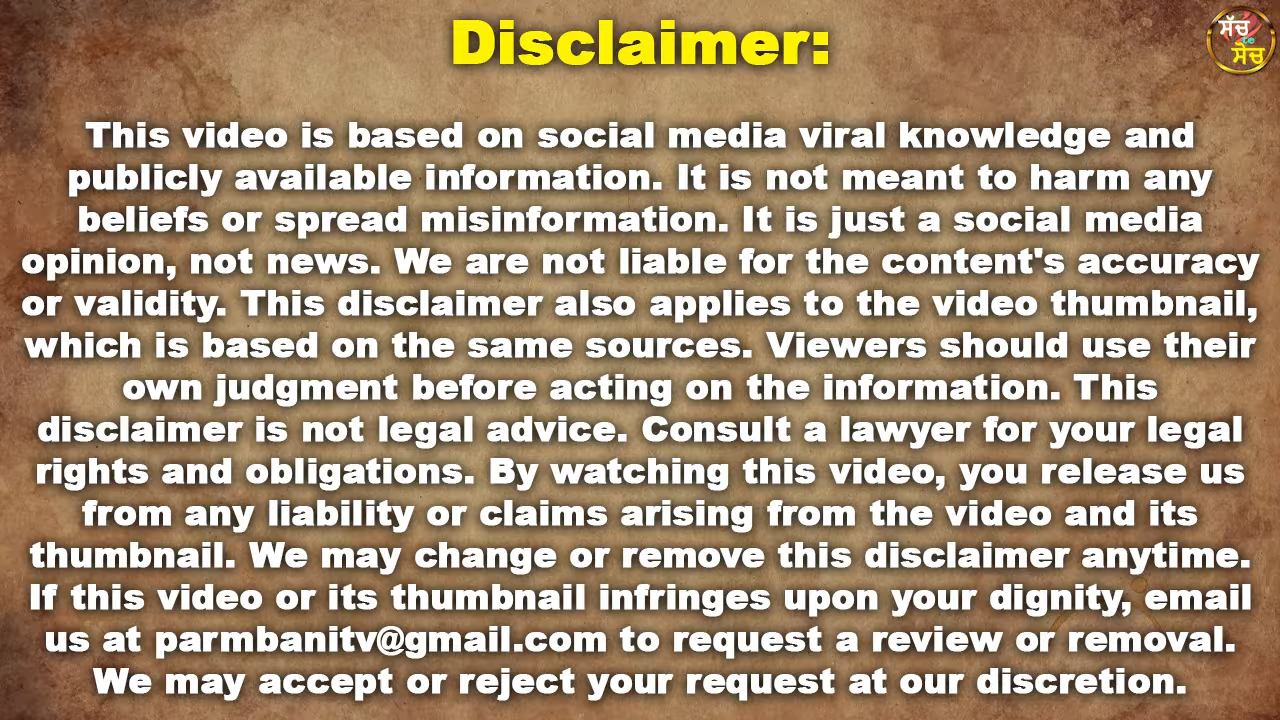 Disclaimer:
ਸੱਚ
ਤੇ
ਸੋਚ
This video is based on social media viral knowledge and
publicly available information. It is not meant to harm any
beliefs or spread misinformation. It is just a social media
opinion, not news. We are not liable for the content's accuracy
or validity. This disclaimer also applies to the video thumbnail,
which is based on the same sources. Viewers should use their
own judgment before acting on the information. This
disclaimer is not legal advice. Consult a lawyer for your legal
rights and obligations. By watching this video, you release us
from any liability or claims arising from the video and its
thumbnail. We may change or remove this disclaimer anytime.
If this video or its thumbnail infringes upon your dignity, email
us at parmbanitv@gmail.com to request a review or removal.
We may accept or reject your request at our discretion.